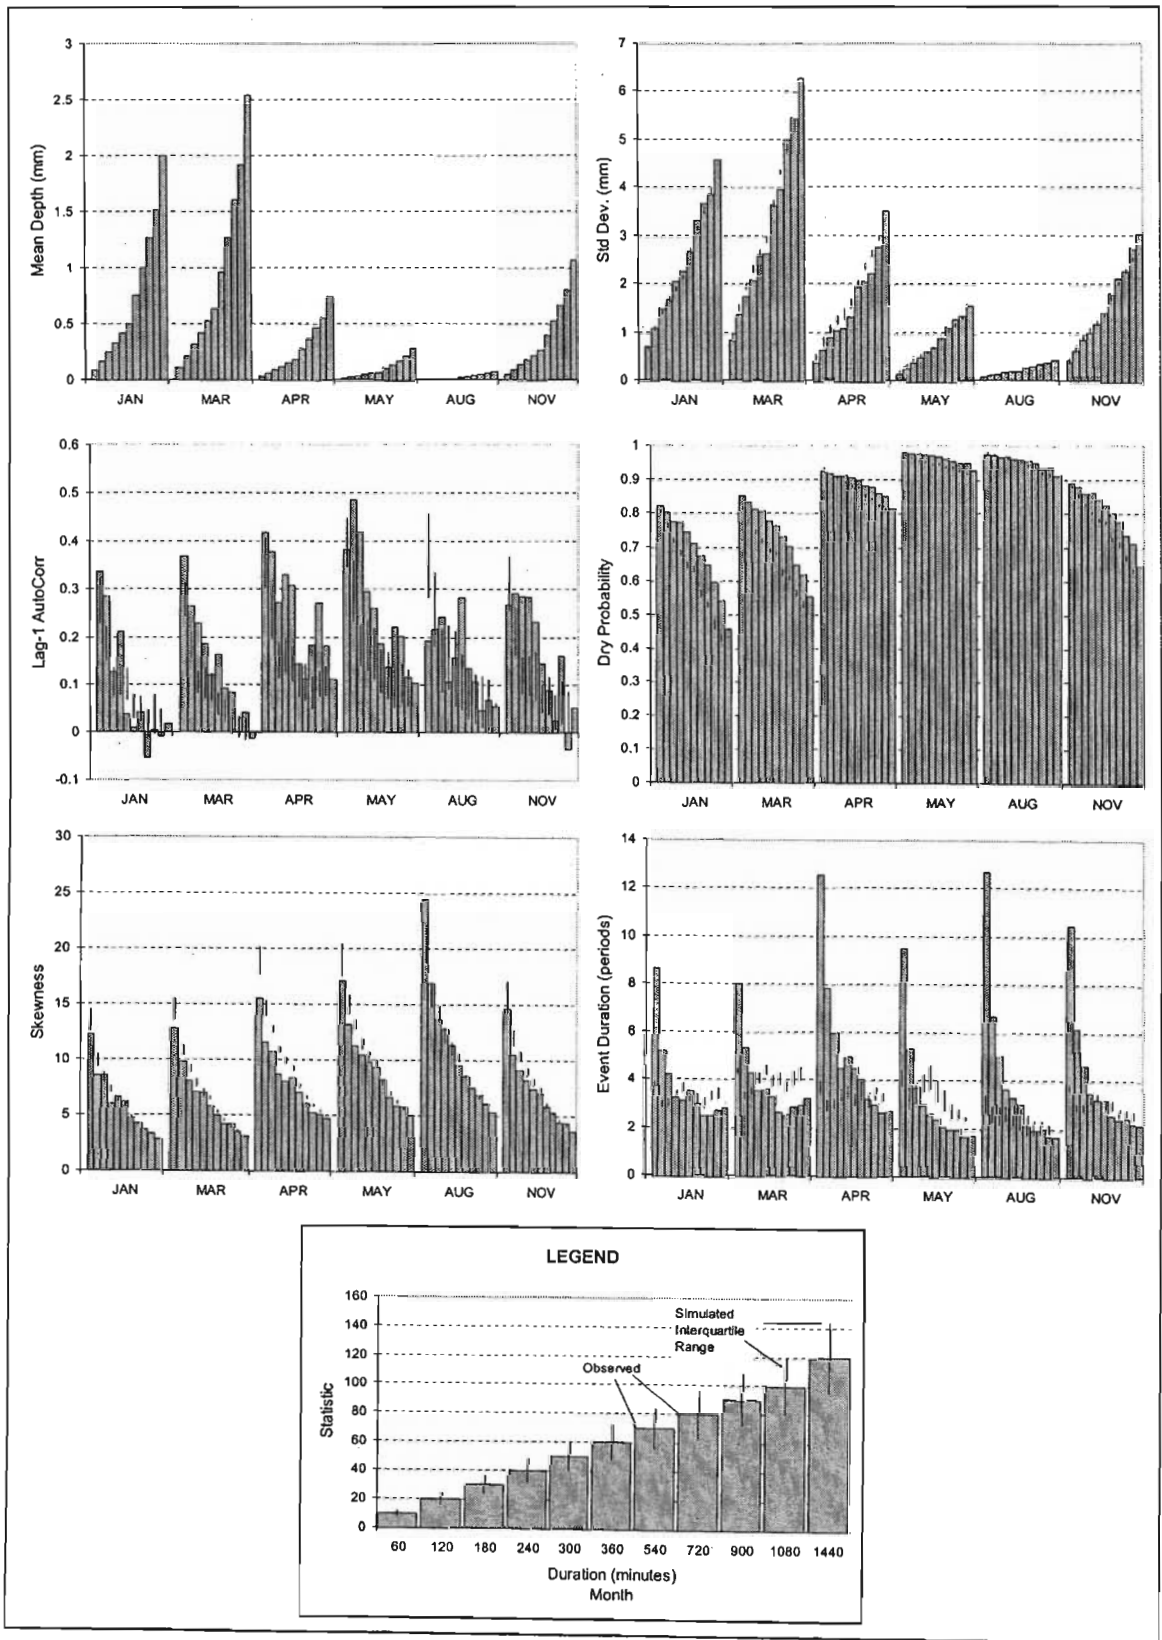 Mean Depth (mm)
3
2.5
2
1.5
1
0.5
0
JAN MAR APR MAY AUG NOV
Std Dev. (mm)
7
6
5
4
3
2
1
0
JAN MAR APR MAY AUG NOV
Lag-1 AutoCorr
0.6
0.5
0.4
0.3
0.2
0.1
0
-0.1
JAN MAR APR MAY AUG NOV
Dry Probability
1
0.9
0.8
0.7
0.6
0.5
0.4
0.3
0.2
0.1
0
JAN MAR APR MAY AUG NOV
Skewness
30
25
20
15
10
5
0
JAN MAR APR MAY AUG NOV
Event Duration (periods)
14
12
10
8
6
4
2
0
JAN MAR APR MAY AUG NOV
LEGEND
Statistic
160
140
120
100
80
60
40
20
0
Simulated
Interquartile
Range
Observed
60 120 180 240 300 360 540 720 900 1080 1440
Duration (minutes)
Month